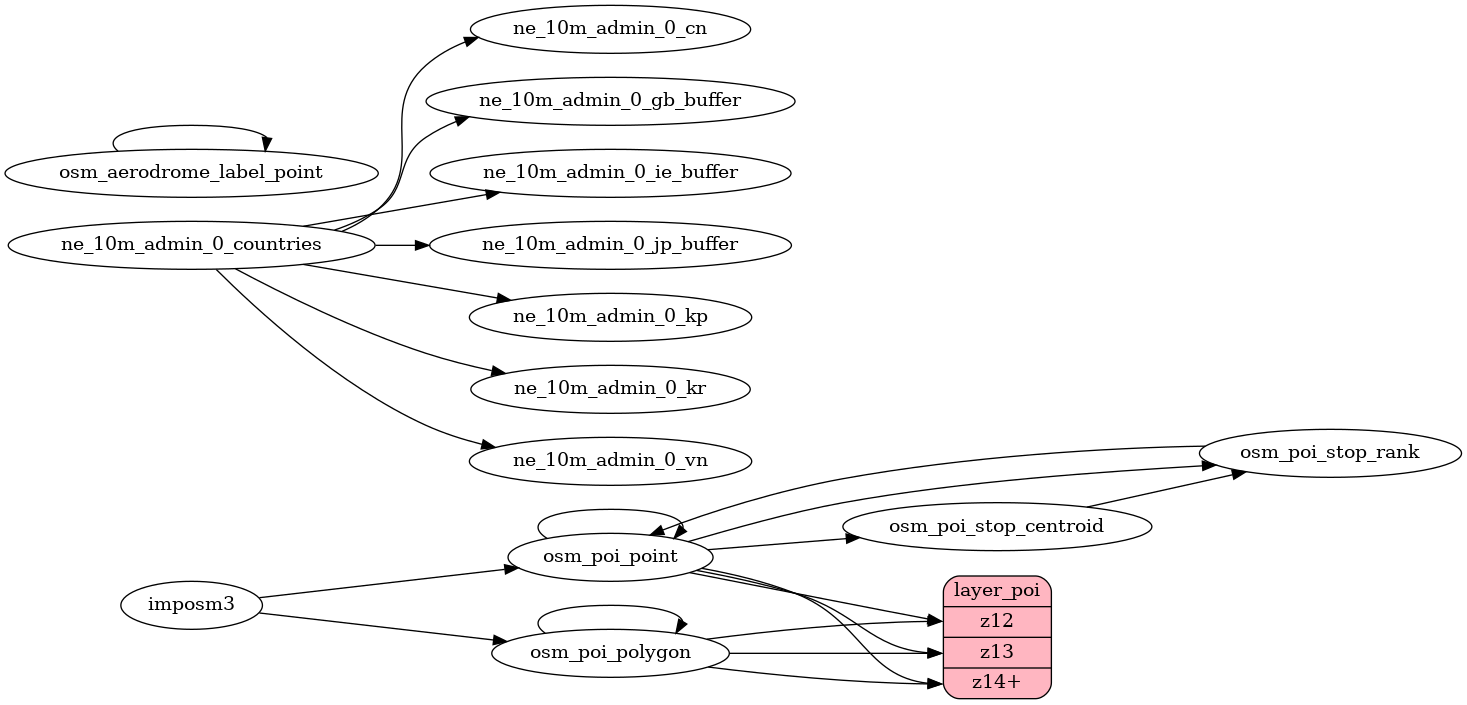 ne_10m_admin_0_cn
ne_10m_admin_0_gb_buffer
osm_aerodrome_label_point
ne_10m_admin_0_ie_buffer
ne_10m_admin_0_countries
ne_10m_admin_0_jp_buffer
ne_10m_admin_0_kp
ne_10m_admin_0_kr
ne_10m_admin_0_vn
osm_poi_stop_rank
osm_poi_stop_centroid
osm_poi_point
imposm3
layer_poi
z12
osm_poi_polygon
z13
z14+